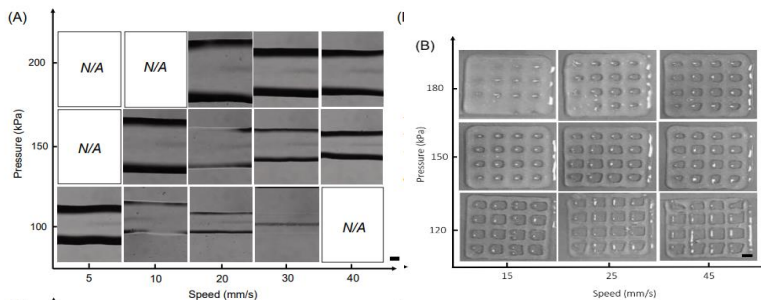 (A)
200
N/A
N/A
Pressure (kPa)
150
N/A
100
N/A
5
10
20
30
40
Speed (mm/s)
(B)
180
Pressure (kPa)
150
120
15
25
45
Speed (mm/s)